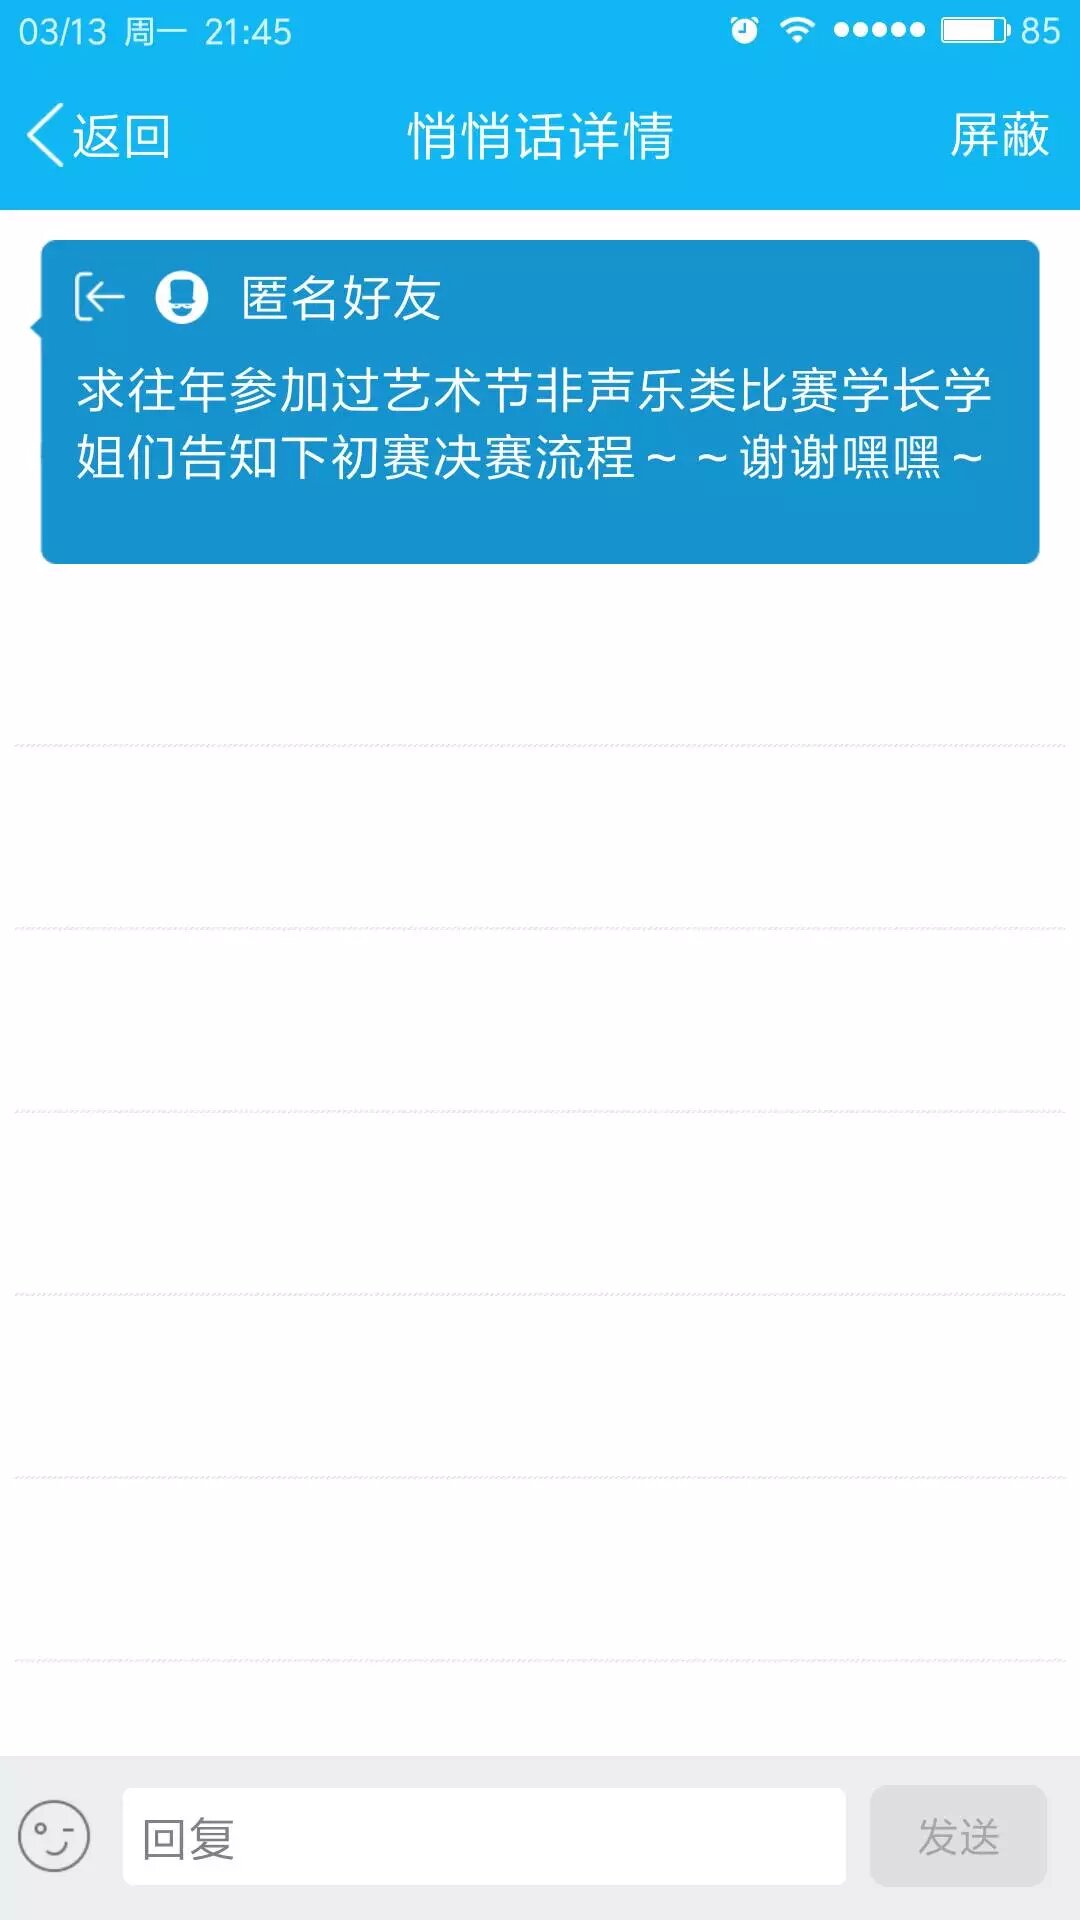 03/13 周一 21:45 85
返回 悄悄话详情 屏蔽
匿名好友
求往年参加过艺术节非声乐类比赛学长学
姐们告知下初赛决赛流程～～谢谢嘿嘿～
回复 发送